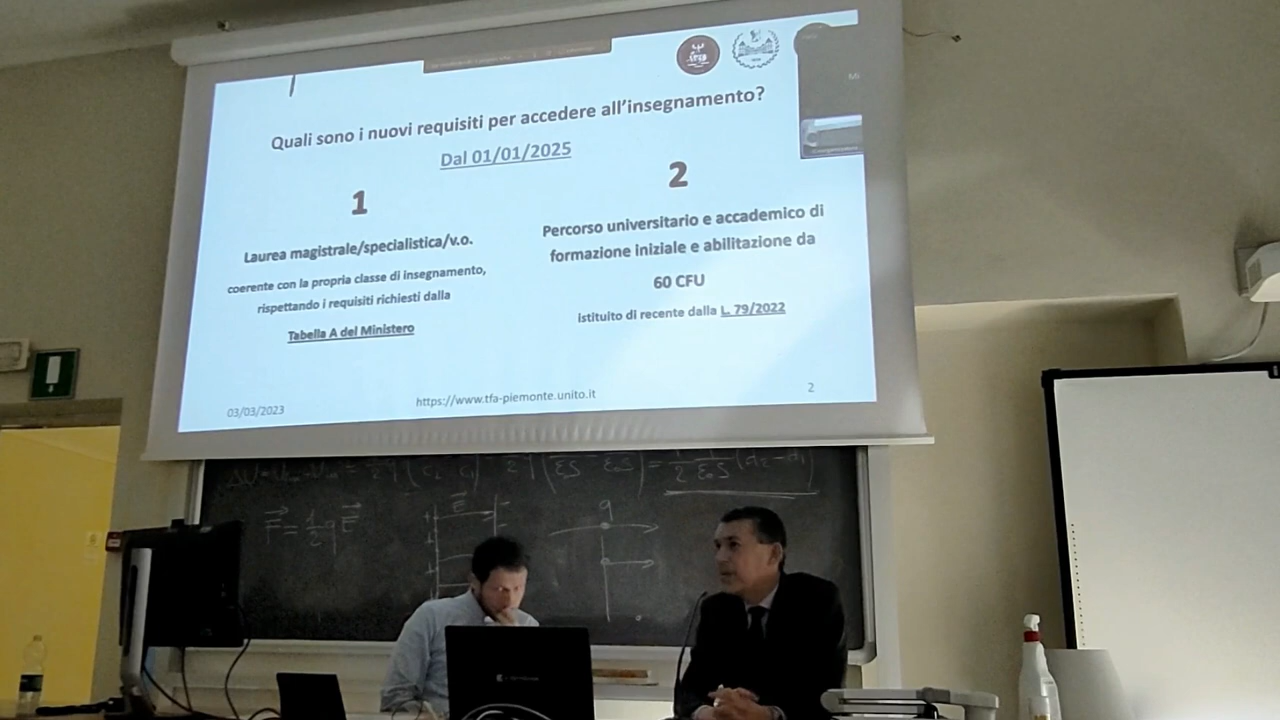 Quali sono i nuovi requisiti per accedere all'insegnamento?
Dal 01/01/2025
1
Laurea magistrale/specialistica/v.o.
coerente con la propria classe di insegnamento,
rispettando i requisiti richiesti dalla
Tabella A del Ministero
2
Percorso universitario e accademico di
formazione iniziale e abilitazione da
60 CFU
istituito di recente dalla L. 79/2022
03/03/2023
https://www.tfa-piemonte.unito.it
2